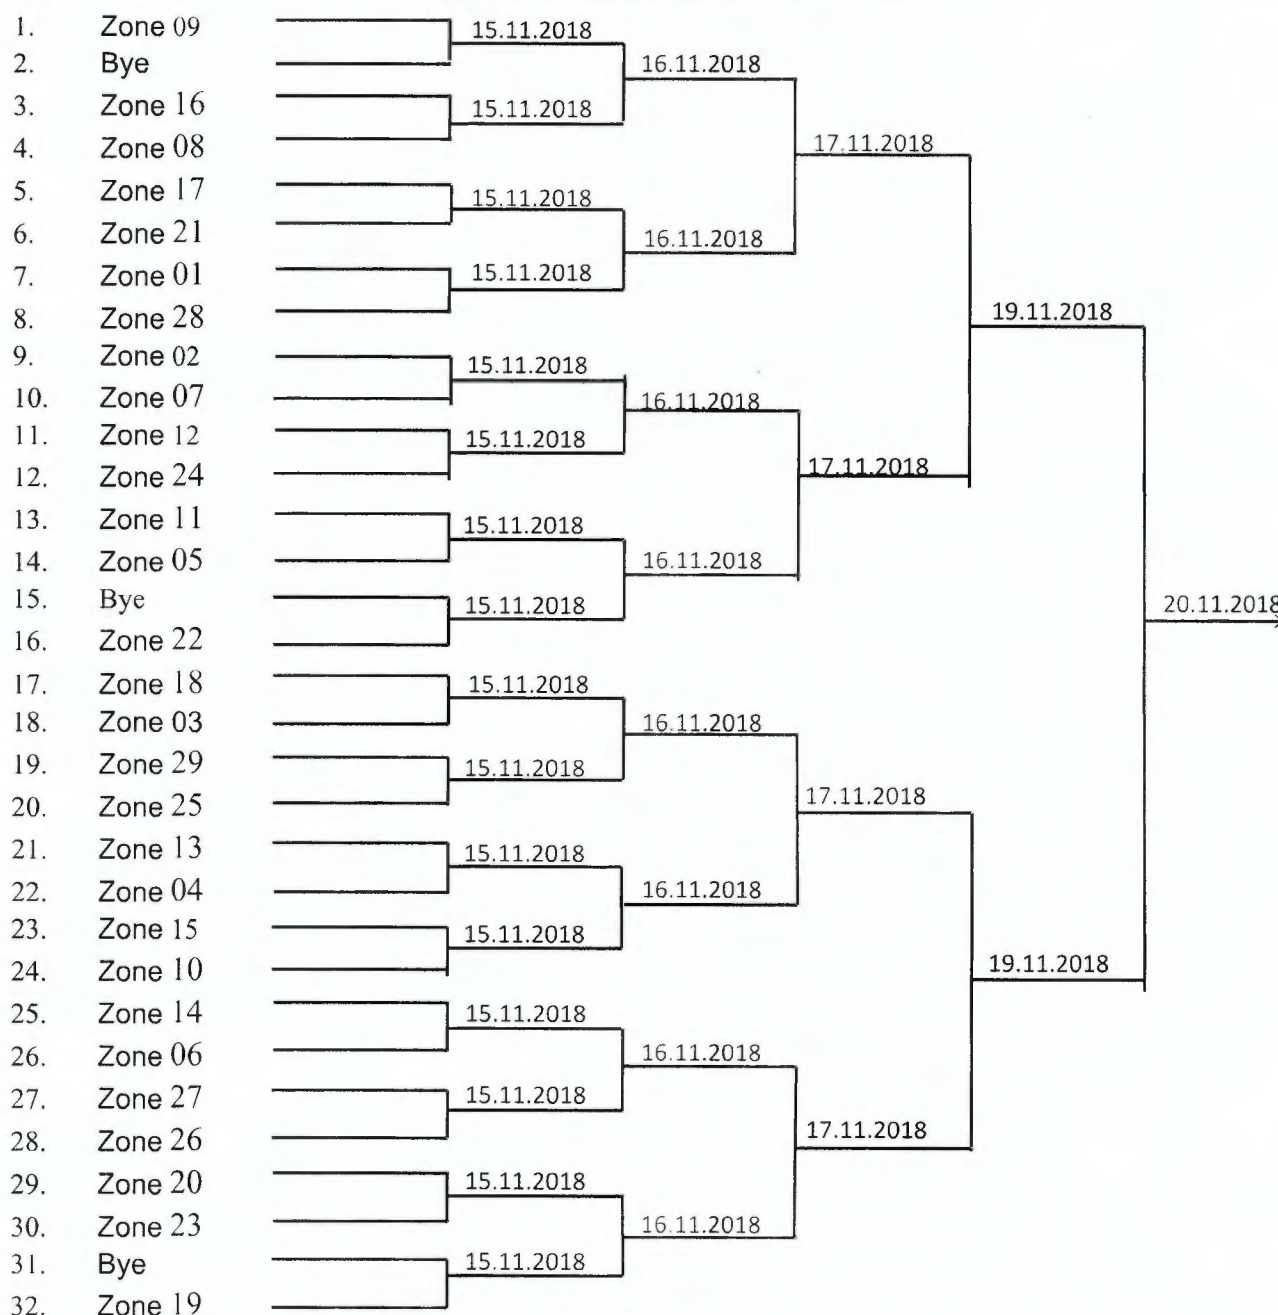 1. Zone 09
15.11.2018
2. Bye
16.11.2018
3. Zone 16
15.11.2018
4. Zone 08
17.11.2018
5. Zone 17
15.11.2018
6. Zone 21
16.11.2018
7. Zone 01
15.11.2018
8. Zone 28
19.11.2018
9. Zone 02
15.11.2018
10. Zone 07
16.11.2018
11. Zone 12
15.11.2018
12. Zone 24
17.11.2018
13. Zone 11
15.11.2018
14. Zone 05
16.11.2018
15. Bye
15.11.2018
20.11.2018
16. Zone 22
17. Zone 18
15.11.2018
18. Zone 03
16.11.2018
19. Zone 29
15.11.2018
20. Zone 25
17.11.2018
21. Zone 13
15.11.2018
22. Zone 04
16.11.2018
23. Zone 15
15.11.2018
24. Zone 10
19.11.2018
25. Zone 14
15.11.2018
26. Zone 06
16.11.2018
27. Zone 27
15.11.2018
28. Zone 26
17.11.2018
29. Zone 20
15.11.2018
30. Zone 23
16.11.2018
31. Bye
15.11.2018
32. Zone 19